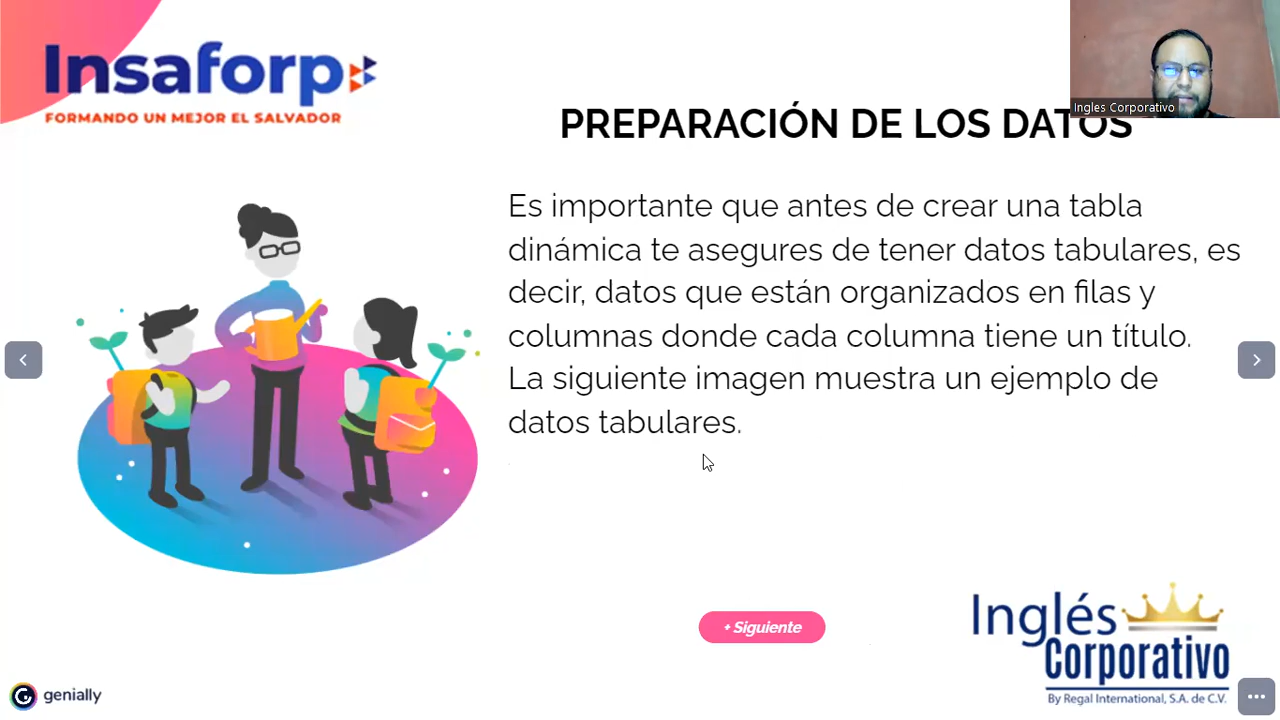 Insaforp
FORMANDO UN MEJOR EL SALVADOR
Ingles Corporativo
PREPARACIÓN DE LOS DATOS
Es importante que antes de crear una tabla
dinámica te asegures de tener datos tabulares, es
decir, datos que están organizados en filas y
columnas donde cada columna tiene un título.
La siguiente imagen muestra un ejemplo de
datos tabulares.
+ Siguiente
Inglés
Corporativo
By Regal International, S.A. de C.V.
genially